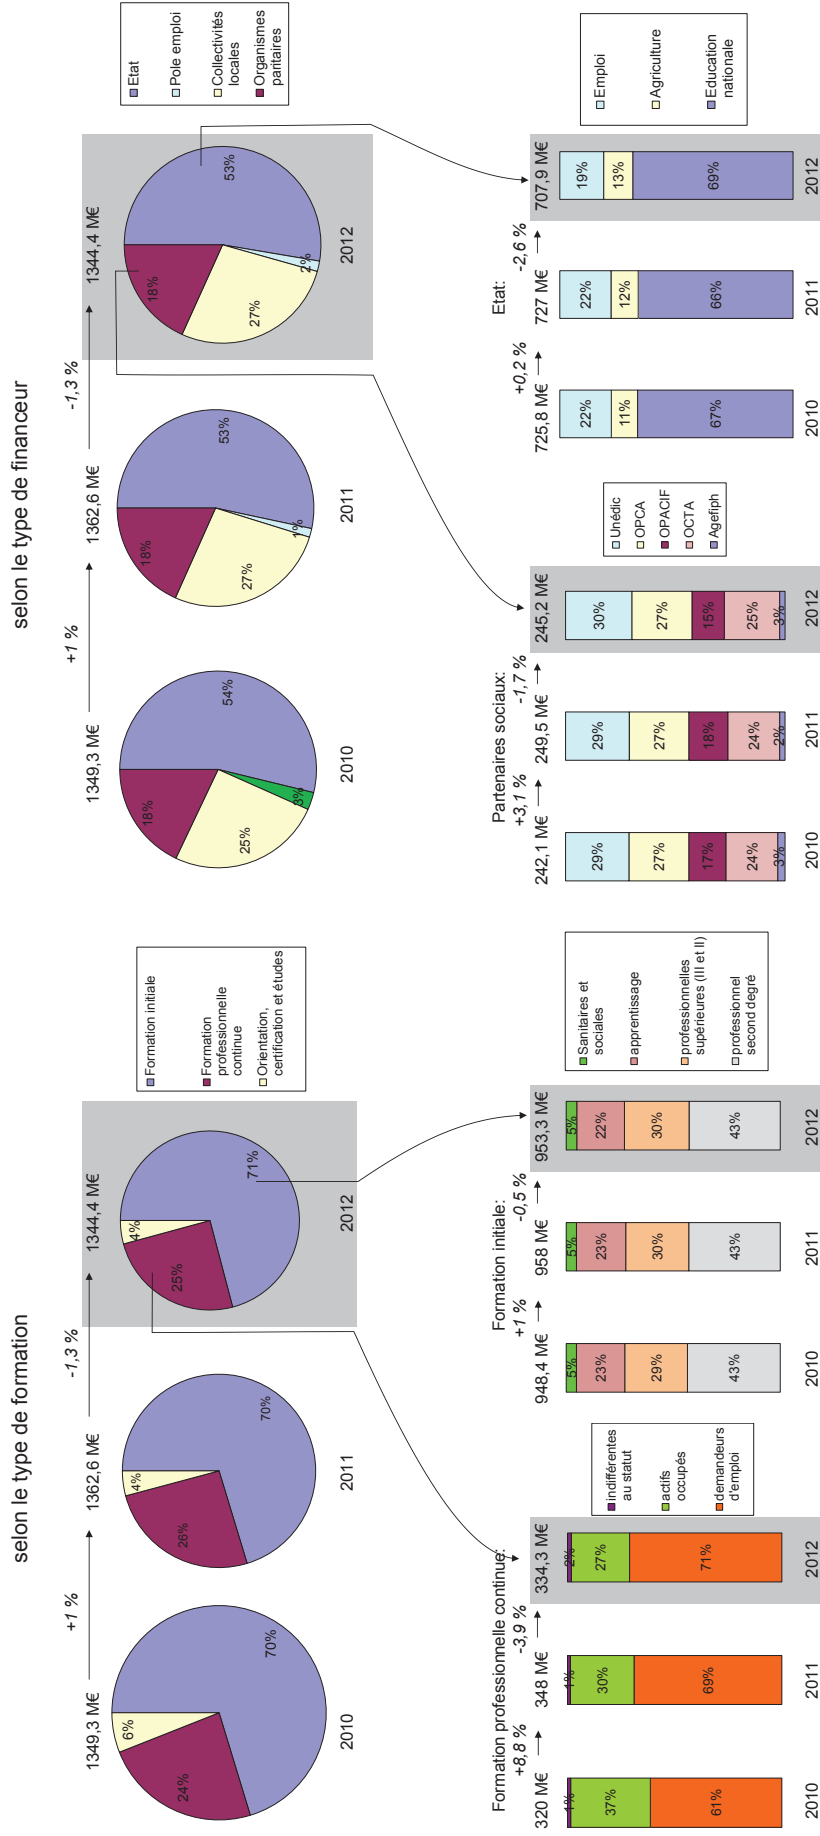 selon le type de formation
1349,3 M€
+1 %
1362,6 M€
-1,3 %
1344,4 M€
6%
24%
70%
2010
4%
26%
70%
2011
4%
25%
71%
2012
Formation initiale
Formation
professionnelle
continue
Orientation,
certification et études
Formation professionnelle continue:
320 M€
+8,8 %
348 M€
-3,9 %
334,3 M€
1%
37%
61%
2010
1%
30%
69%
2011
2%
27%
71%
2012
indifférentes
au statut
actifs
occupés
demandeurs
d'emploi
Formation initiale:
948,4 M€
+1 %
958 M€
-0,5 %
953,3 M€
5%
23%
29%
43%
2010
5%
23%
30%
43%
2011
5%
22%
30%
43%
2012
Sanitaires et
sociales
apprentissage
professionnelles
supérieures (III et II)
professionnel
second degré
selon le type de financeur
1349,3 M€
+1 %
1362,6 M€
-1,3 %
1344,4 M€
18%
25%
3%
54%
2010
18%
27%
1%
53%
2011
18%
27%
2%
53%
2012
Etat
Pole emploi
Collectivités
locales
Organismes
paritaires
Partenaires sociaux:
242,1 M€
+3,1 %
249,5 M€
-1,7 %
245,2 M€
29%
27%
17%
24%
3%
2010
29%
27%
18%
24%
2%
2011
30%
27%
15%
25%
3%
2012
Unédic
OPCA
OPACIF
OCTA
Agefiph
Etat:
725,8 M€
+0,2 %
727 M€
-2,6 %
707,9 M€
22%
11%
67%
2010
22%
12%
66%
2011
19%
13%
69%
2012
Emploi
Agriculture
Education
nationale